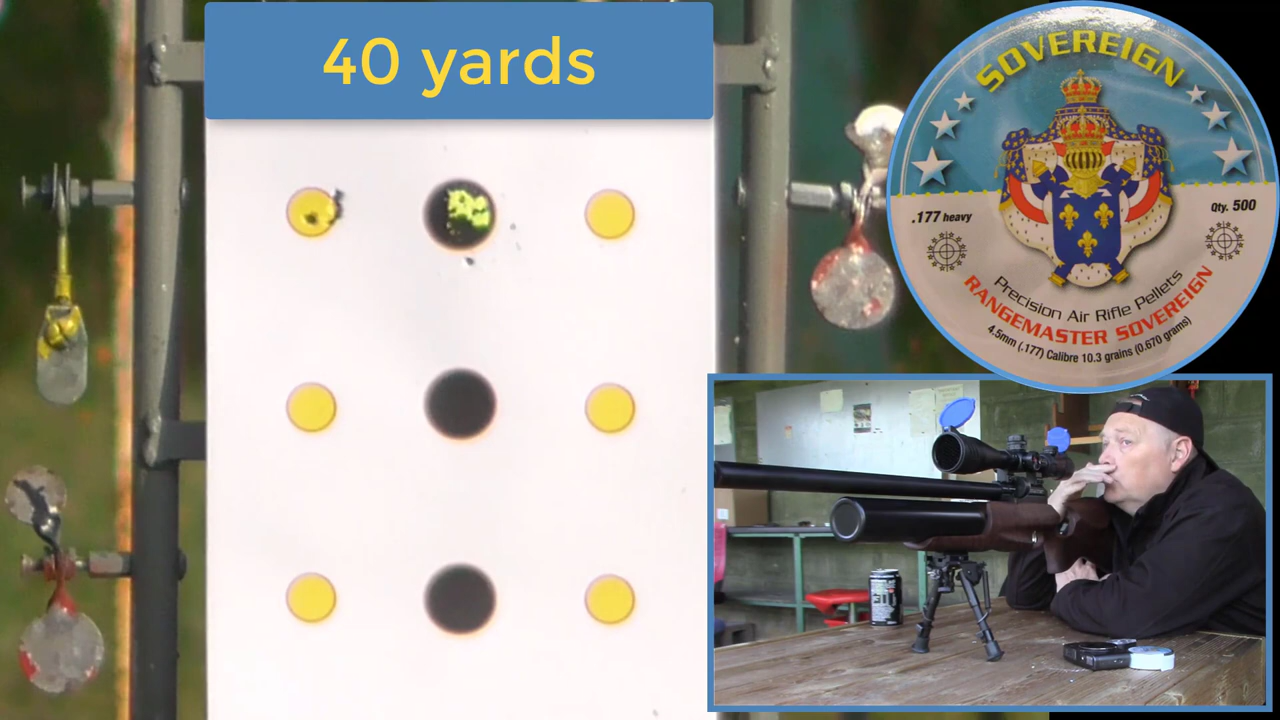 40 yards
SOVEREIGN
.177 heavy
Qty. 500
Precision Air Rifle Pellets
RANGEMASTER SOVEREIGN
4.5mm (.177) Calibre 10.3 grains (0.670 grams)